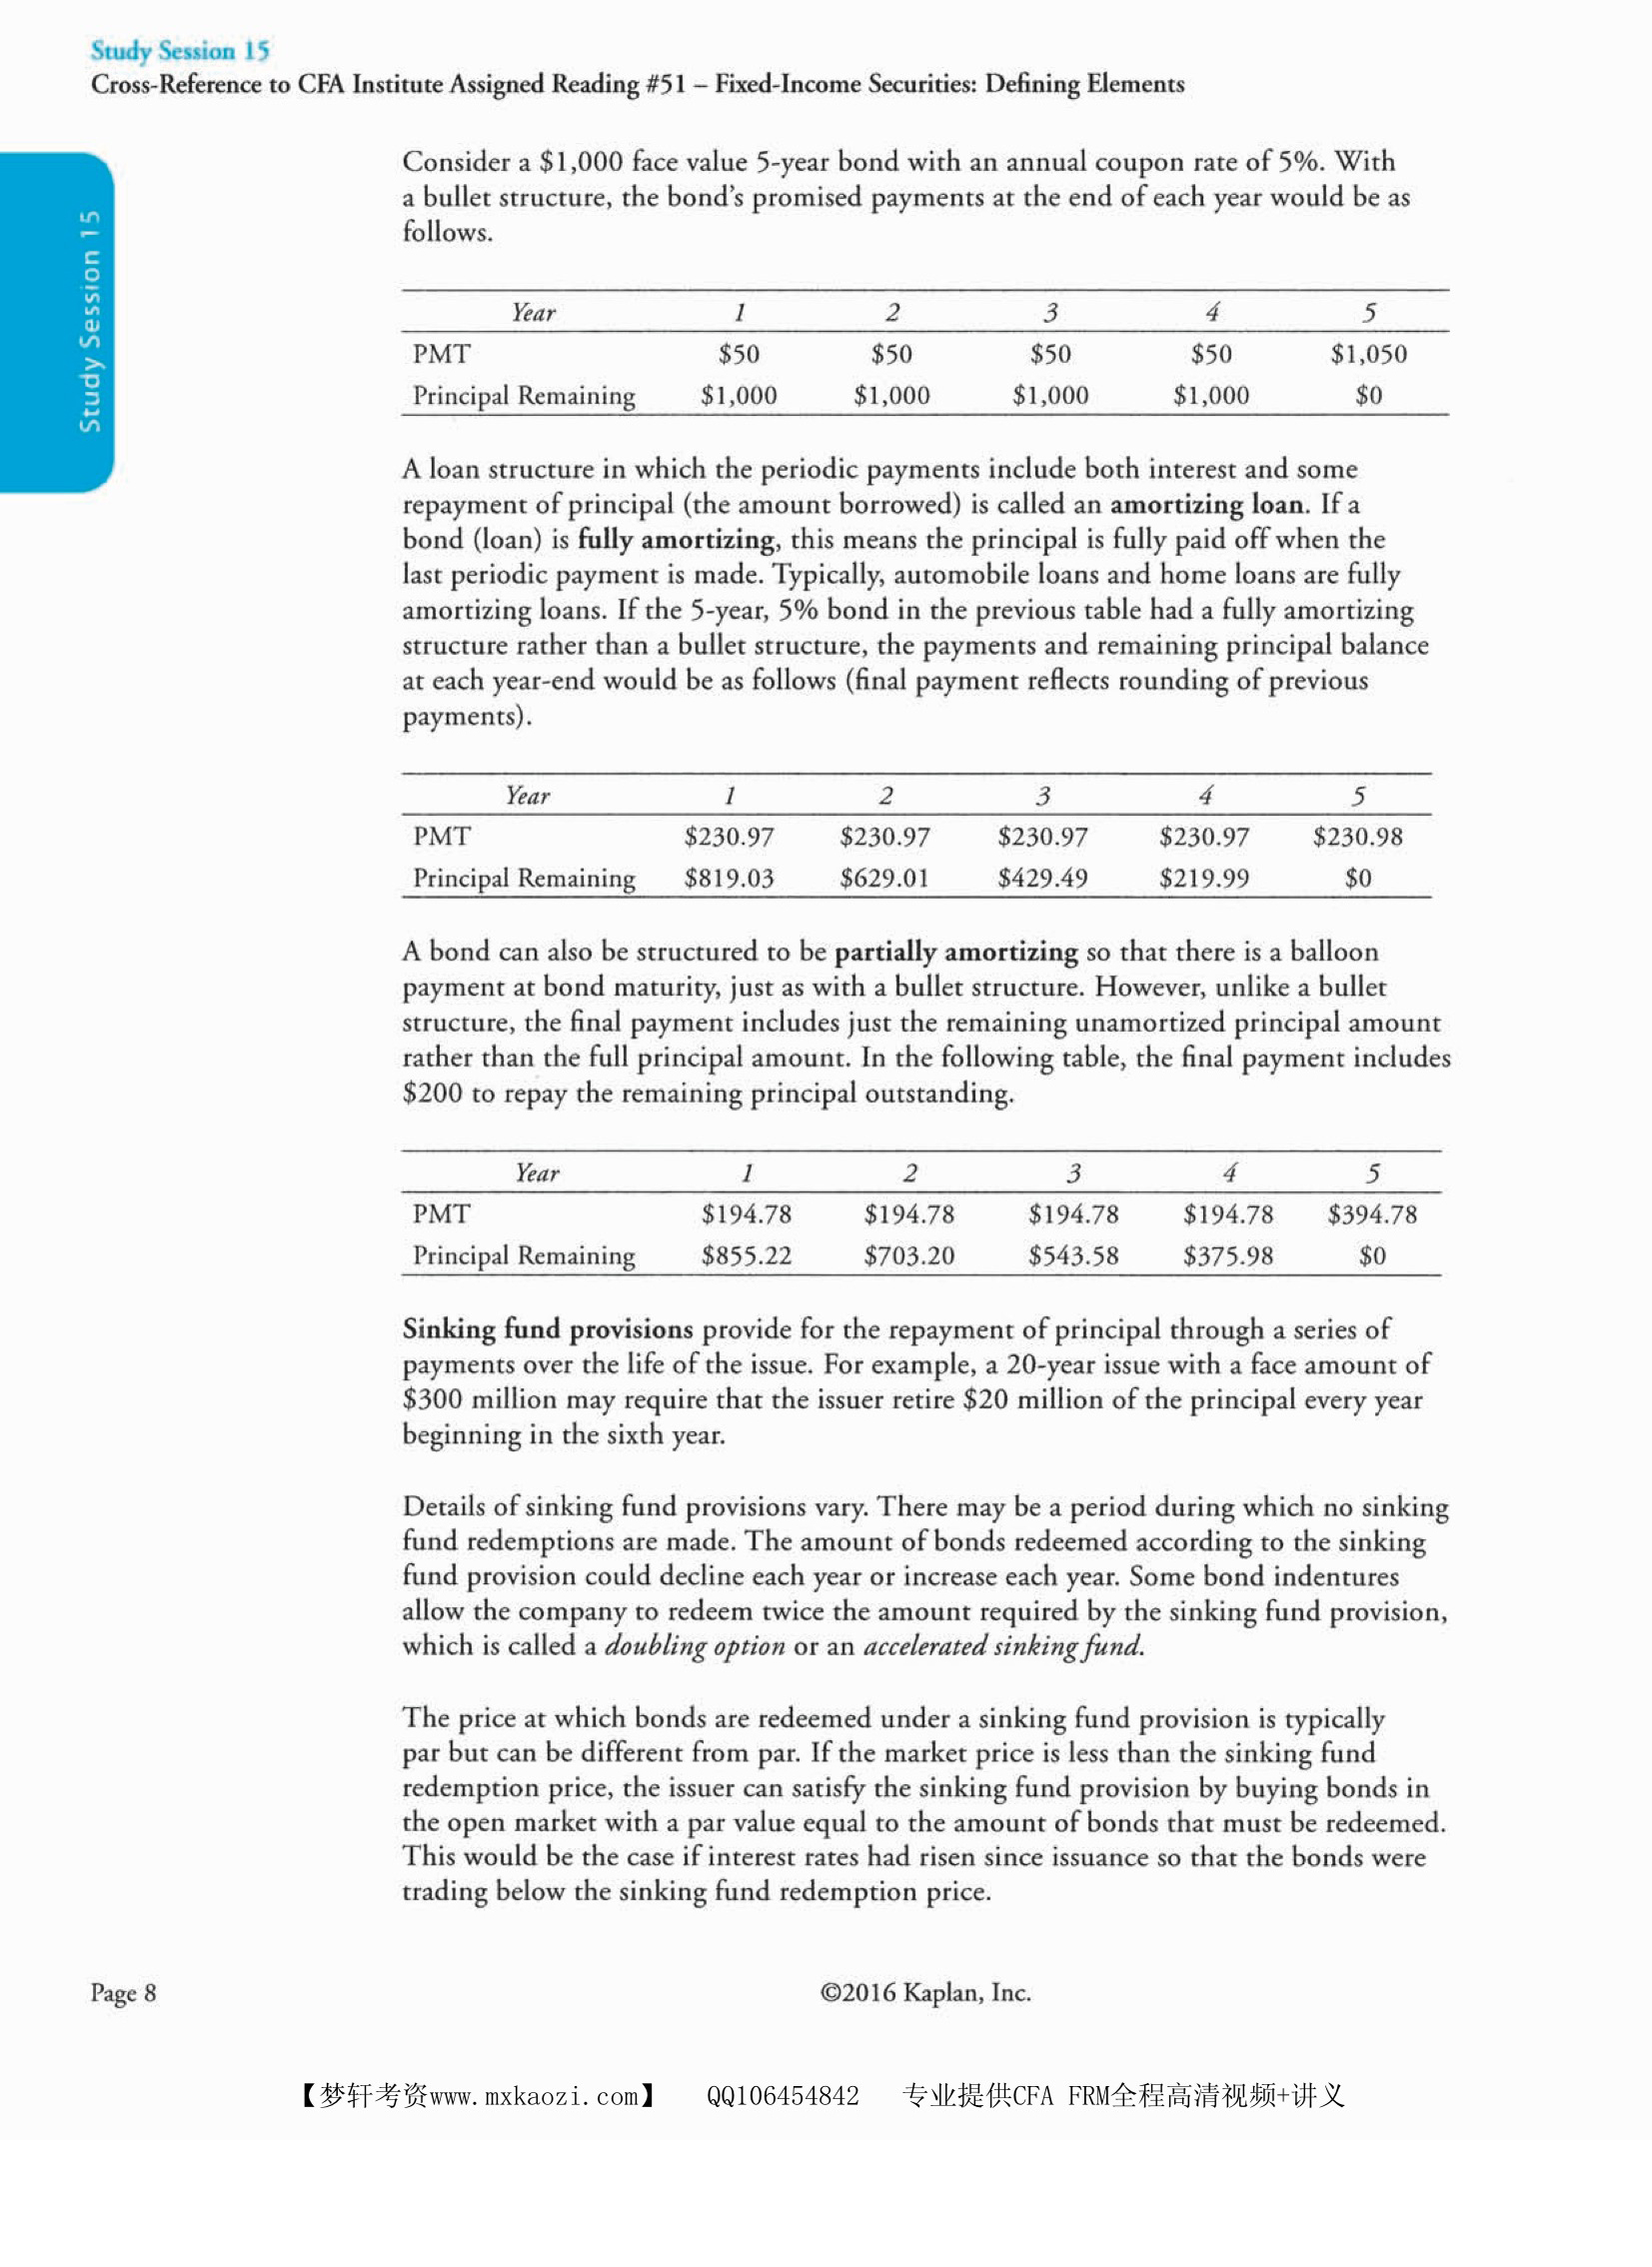 Study Session 15
Cross-Reference to CFA Institute Assigned Reading #51 – Fixed-Income Securities: Defining Elements
Study Session 15
Consider a $1,000 face value 5-year bond with an annual coupon rate of 5%. With
a bullet structure, the bond's promised payments at the end of each year would be as
follows.
Year 1 2 3 4 5
PMT $50 $50 $50 $50 $1,050
Principal Remaining $1,000 $1,000 $1,000 $1,000 $0
A loan structure in which the periodic payments include both interest and some
repayment of principal (the amount borrowed) is called an amortizing loan. If a
bond (loan) is fully amortizing, this means the principal is fully paid off when the
last periodic payment is made. Typically, automobile loans and home loans are fully
amortizing loans. If the 5-year, 5% bond in the previous table had a fully amortizing
structure rather than a bullet structure, the payments and remaining principal balance
at each year-end would be as follows (final payment reflects rounding of previous
payments).
Year 1 2 3 4 5
PMT $230.97 $230.97 $230.97 $230.97 $230.98
Principal Remaining $819.03 $629.01 $429.49 $219.99 $0
A bond can also be structured to be partially amortizing so that there is a balloon
payment at bond maturity, just as with a bullet structure. However, unlike a bullet
structure, the final payment includes just the remaining unamortized principal amount
rather than the full principal amount. In the following table, the final payment includes
$200 to repay the remaining principal outstanding.
Year 1 2 3 4 5
PMT $194.78 $194.78 $194.78 $194.78 $394.78
Principal Remaining $855.22 $703.20 $543.58 $375.98 $0
Sinking fund provisions provide for the repayment of principal through a series of
payments over the life of the issue. For example, a 20-year issue with a face amount of
$300 million may require that the issuer retire $20 million of the principal every year
beginning in the sixth year.
Details of sinking fund provisions vary. There may be a period during which no sinking
fund redemptions are made. The amount of bonds redeemed according to the sinking
fund provision could decline each year or increase each year. Some bond indentures
allow the company to redeem twice the amount required by the sinking fund provision,
which is called a doubling option or an accelerated sinking fund.
The price at which bonds are redeemed under a sinking fund provision is typically
par but can be different from par. If the market price is less than the sinking fund
redemption price, the issuer can satisfy the sinking fund provision by buying bonds in
the open market with a par value equal to the amount of bonds that must be redeemed.
This would be the case if interest rates had risen since issuance so that the bonds were
trading below the sinking fund redemption price.
Page 8 ©2016 Kaplan, Inc.
【梦轩考资www.mxkaozi.com】 QQ106454842 专业提供CFA FRM全程高清视频+讲义